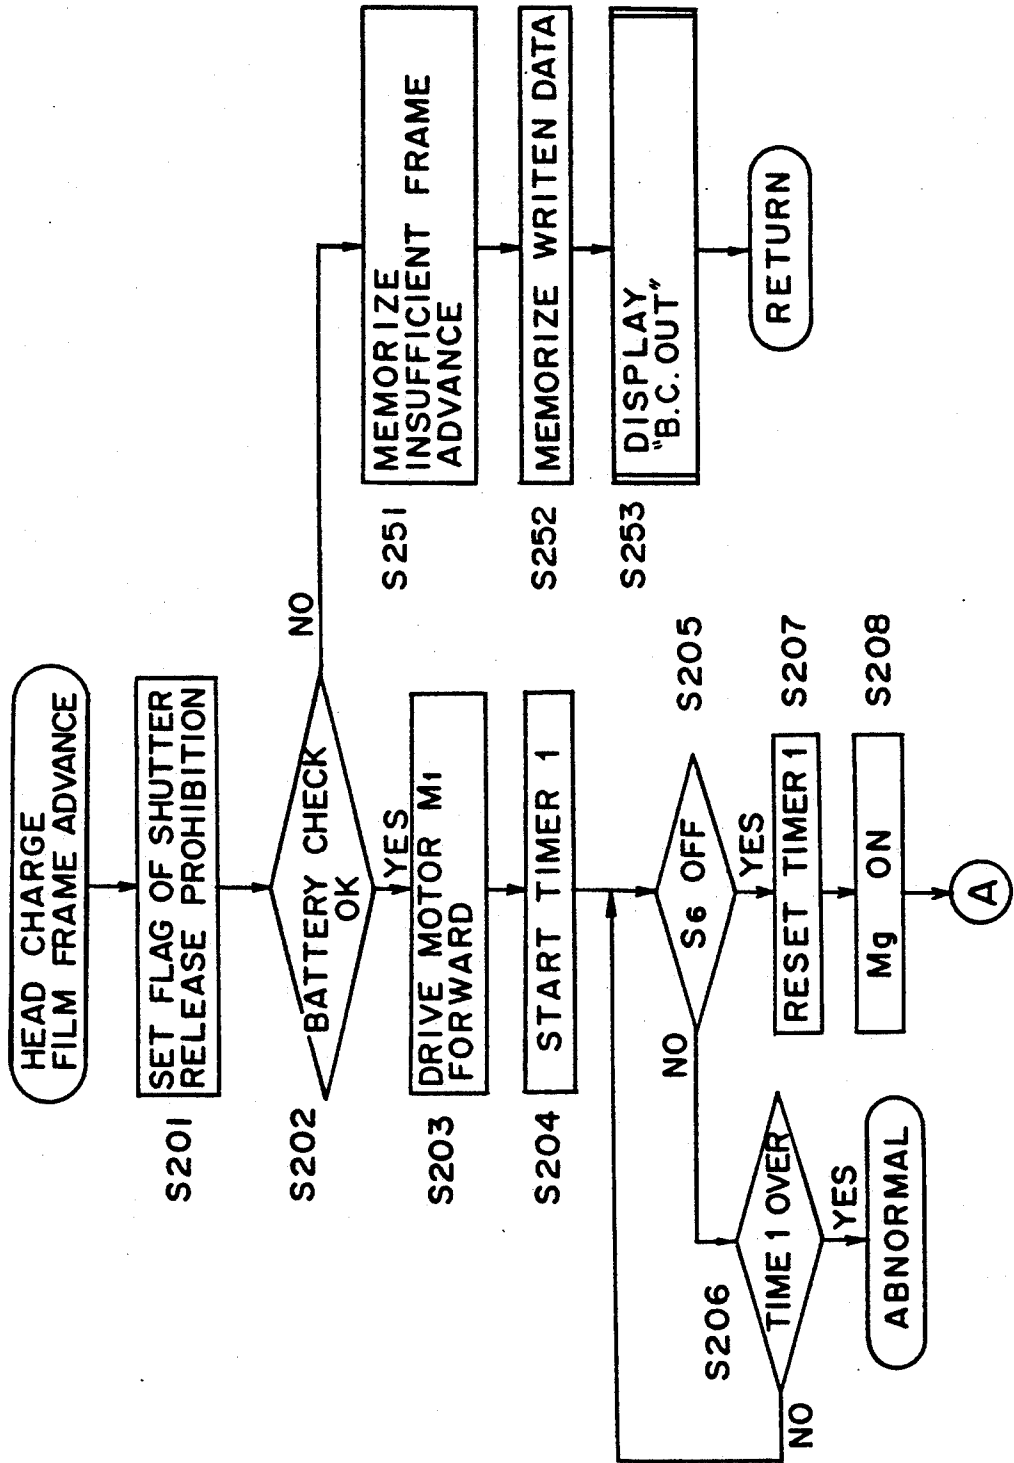 HEAD CHARGE
FILM FRAME ADVANCE
S201
SET FLAG OF SHUTTER
RELEASE PROHIBITION
S202
BATTERY CHECK
OK
NO
YES
S203
DRIVE MOTOR M1
FORWARD
S204
START TIMER 1
S6 OFF
S205
NO
YES
S206
TIME 1 OVER
NO
YES
ABNORMAL
RESET TIMER 1
S207
Mg ON
S208
A
S251
MEMORIZE
INSUFFICIENT FRAME
ADVANCE
S252
MEMORIZE WRITEN DATA
S253
DISPLAY
"B.C. OUT"
RETURN